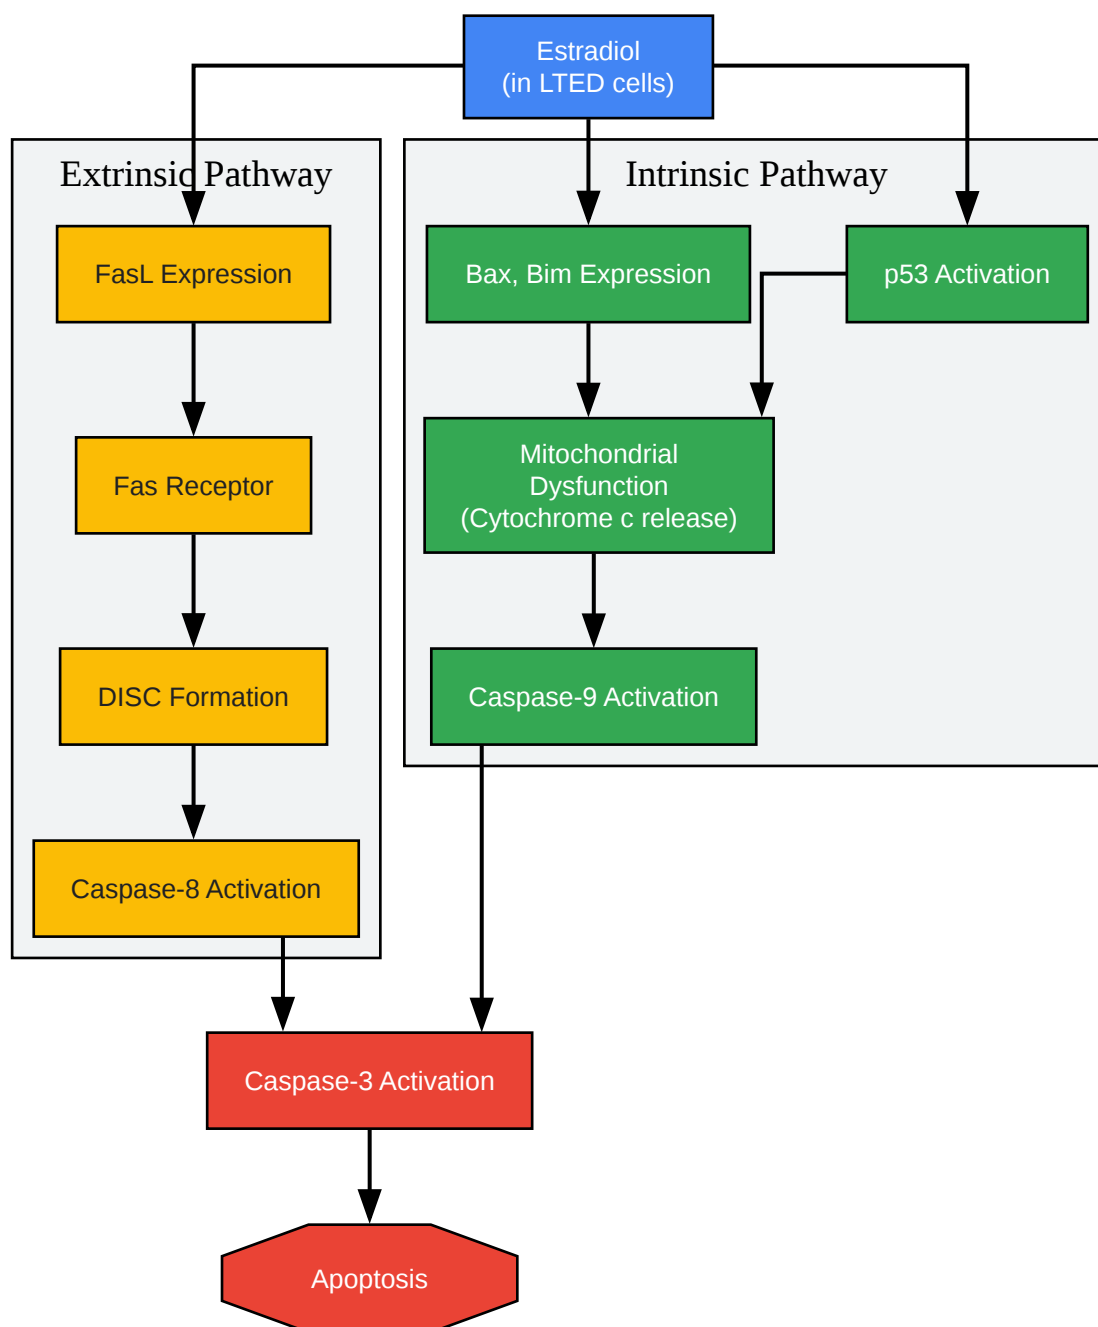 Estradiol
(in LTED cells)
Extrinsic Pathway
Intrinsic Pathway
FasL Expression
Bax, Bim Expression
p53 Activation
Fas Receptor
Mitochondrial
Dysfunction
(Cytochrome c release)
DISC Formation
Caspase-9 Activation
Caspase-8 Activation
Caspase-3 Activation
Apoptosis